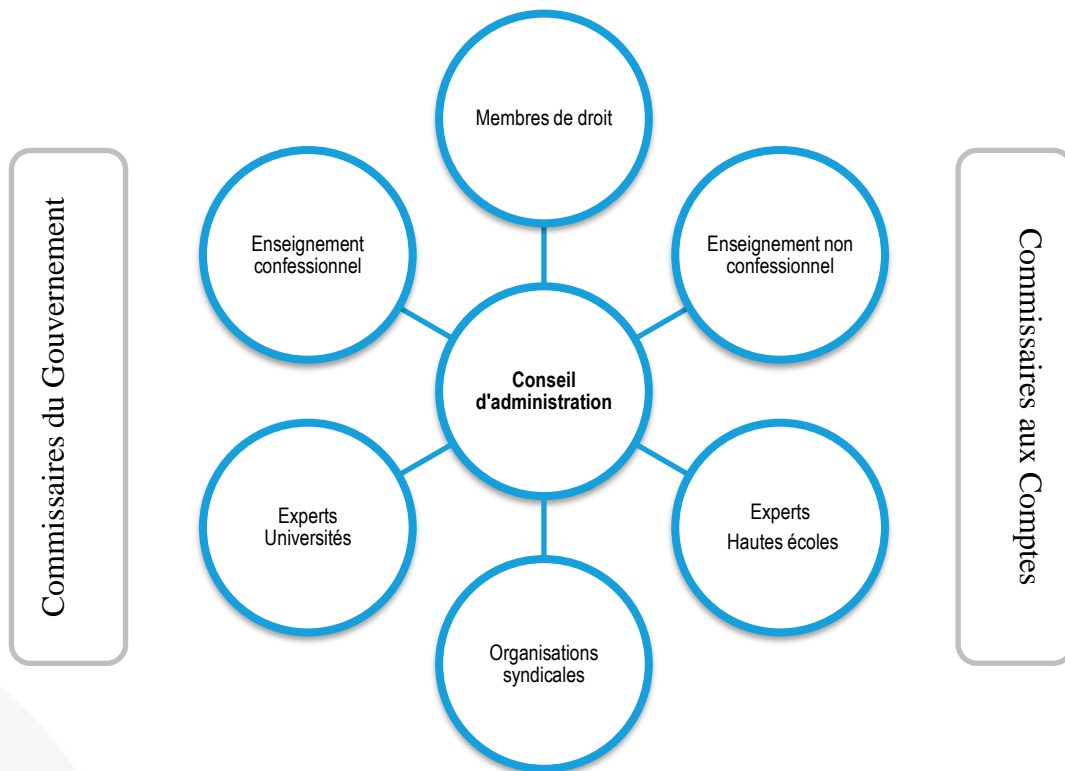 Membres de droit
Commissaires du Gouvernement
Enseignement
confessionnel
Enseignement non
confessionnel
Commissaires aux Comptes
Conseil
d'administration
Experts
Universités
Experts
Hautes écoles
Organisations
syndicales